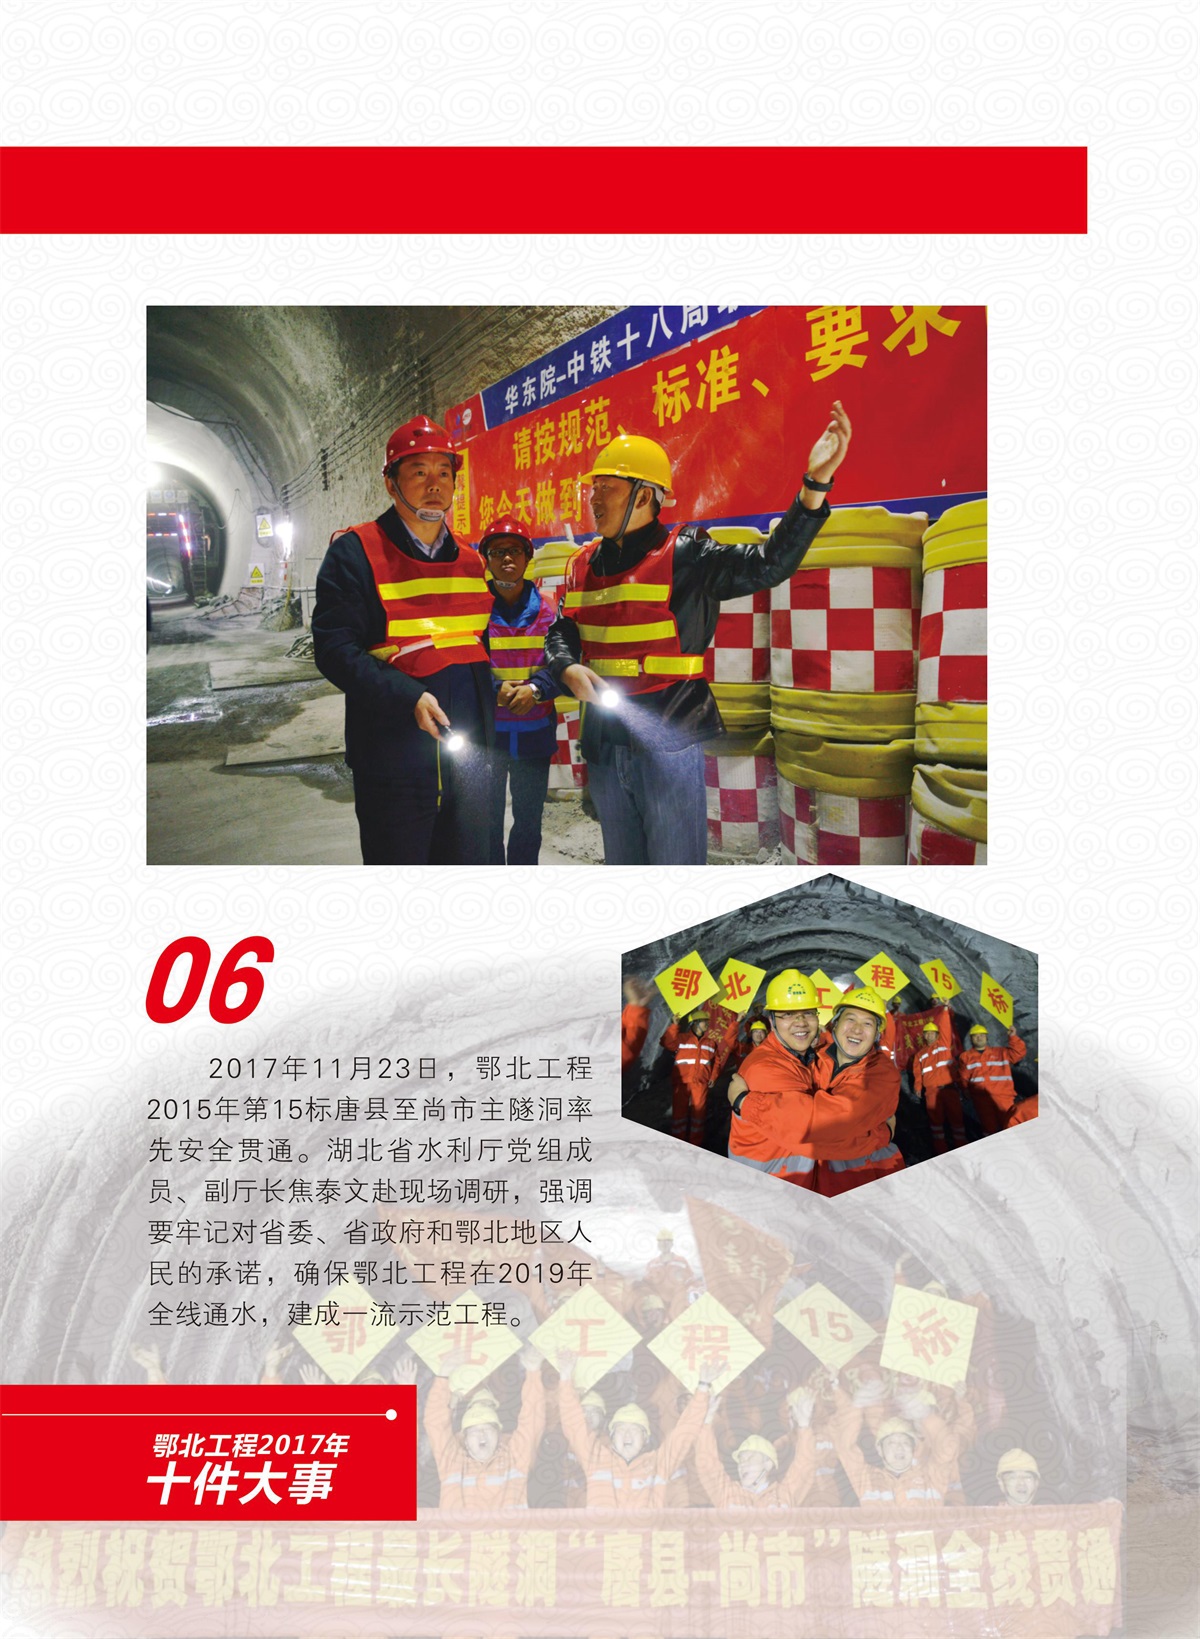 华东院-中铁十八局
请按规范、标准、要求
您今天做到
06
2017年11月23日，鄂北工程
2015年第15标唐县至尚市主隧洞率
先安全贯通。湖北省水利厅党组成
员、副厅长焦泰文赴现场调研，强调
要牢记对省委、省政府和鄂北地区人
民的承诺，确保鄂北工程在2019年
全线通水，建成一流示范工程。
鄂北工程15标
鄂北工程15标
鄂北工程2017年
十件大事
热烈祝贺鄂北工程最长隧洞“唐县-尚市”隧洞全线贯通